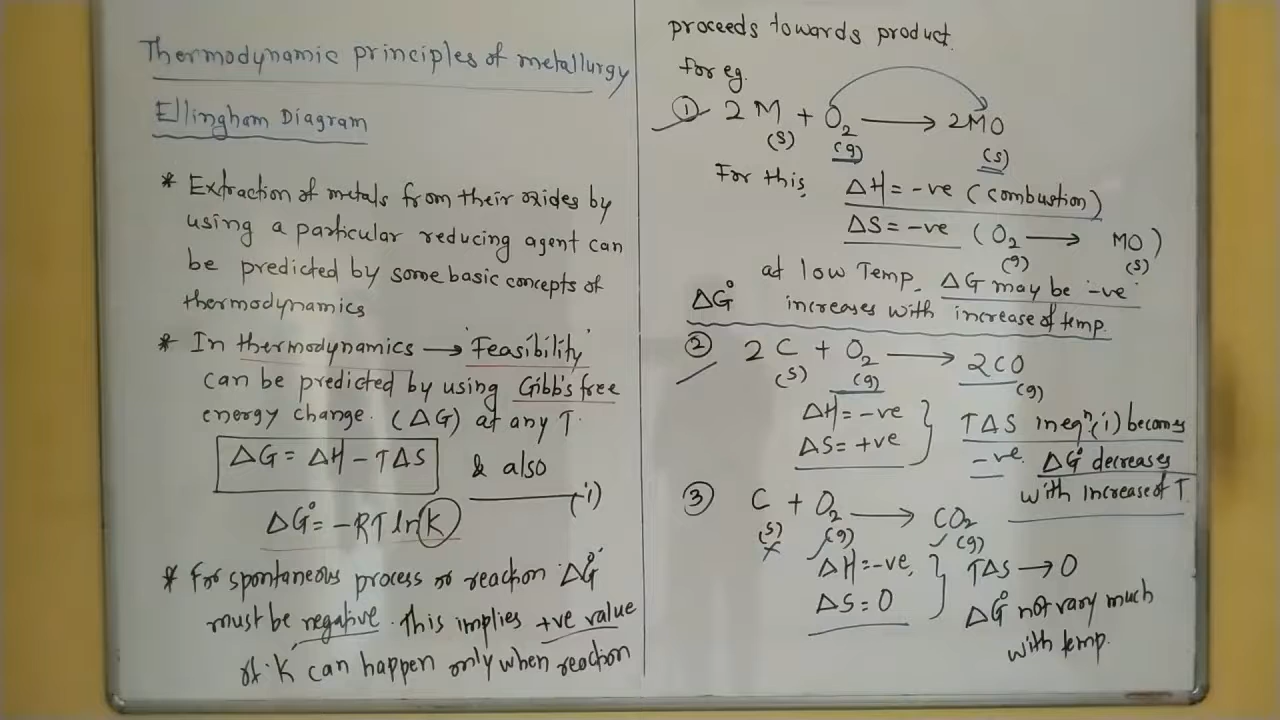 Thermodynamic principles of metallurgy
Ellingham Diagram
* Extraction of metals from their oxides by
using a particular reducing agent can
be predicted by some basic concepts of
thermodynamics
* In thermodynamics → 'Feasibility'
can be predicted by using Gibb's free
energy change. (ΔG) at any T.
ΔG = ΔH - TΔS & also
(i)
ΔG° = -RT ln K
* For spontaneous process or reaction ΔG°
must be negative. This implies +ve value
of 'K' can happen only when reaction
proceeds towards product.
for eg.
① 2M + O₂ → 2MO
(s) (g) (s)
For this, ΔH = -ve (combustion)
ΔS = -ve (O₂ → MO)
(g) (s)
at low Temp. ΔG may be '-ve'
ΔG° increases with increase of temp.
② 2C + O₂ → 2CO
(s) (g) (g)
ΔH = -ve
ΔS = +ve
TΔS in eqⁿ (i) becomes
-ve. ΔG° decreases
with increase of T
③ C + O₂ → CO₂
(s) (g) (g)
ΔH = -ve, TΔS → 0
ΔS = 0
ΔG° not vary much
with temp.